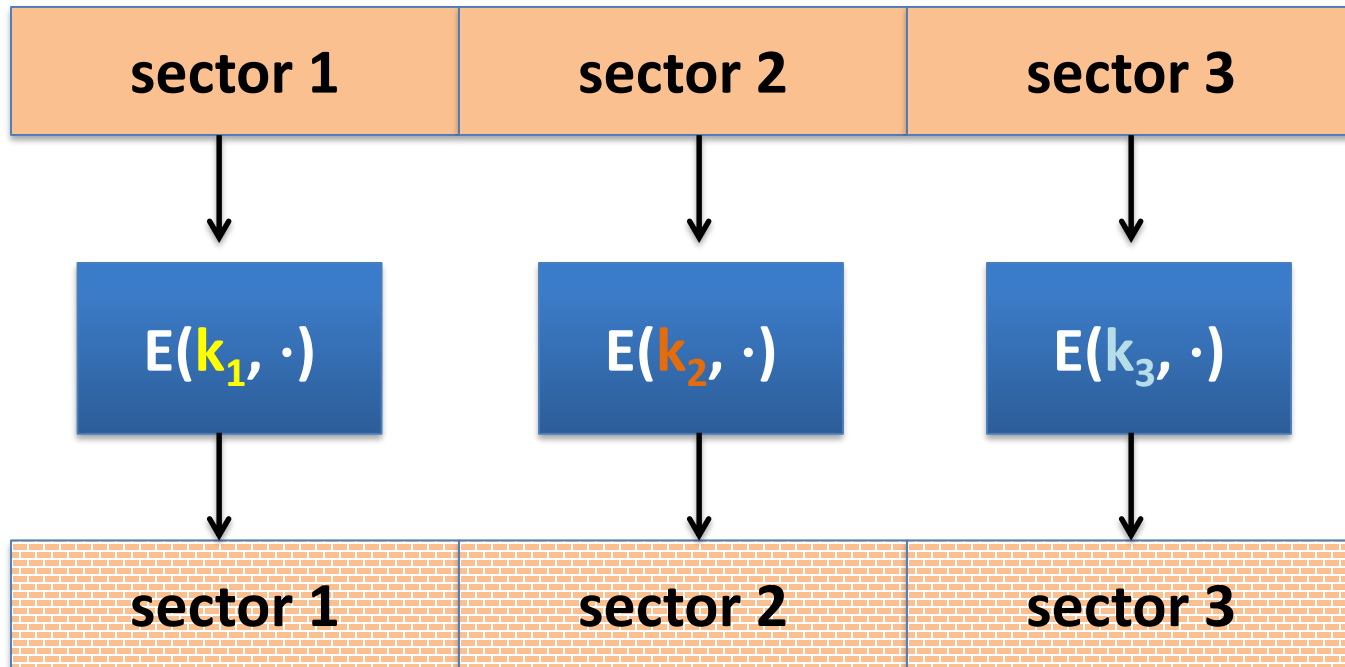 sector 1 sector 2 sector 3
E(k₁, ·) E(k₂, ·) E(k₃, ·)
sector 1 sector 2 sector 3